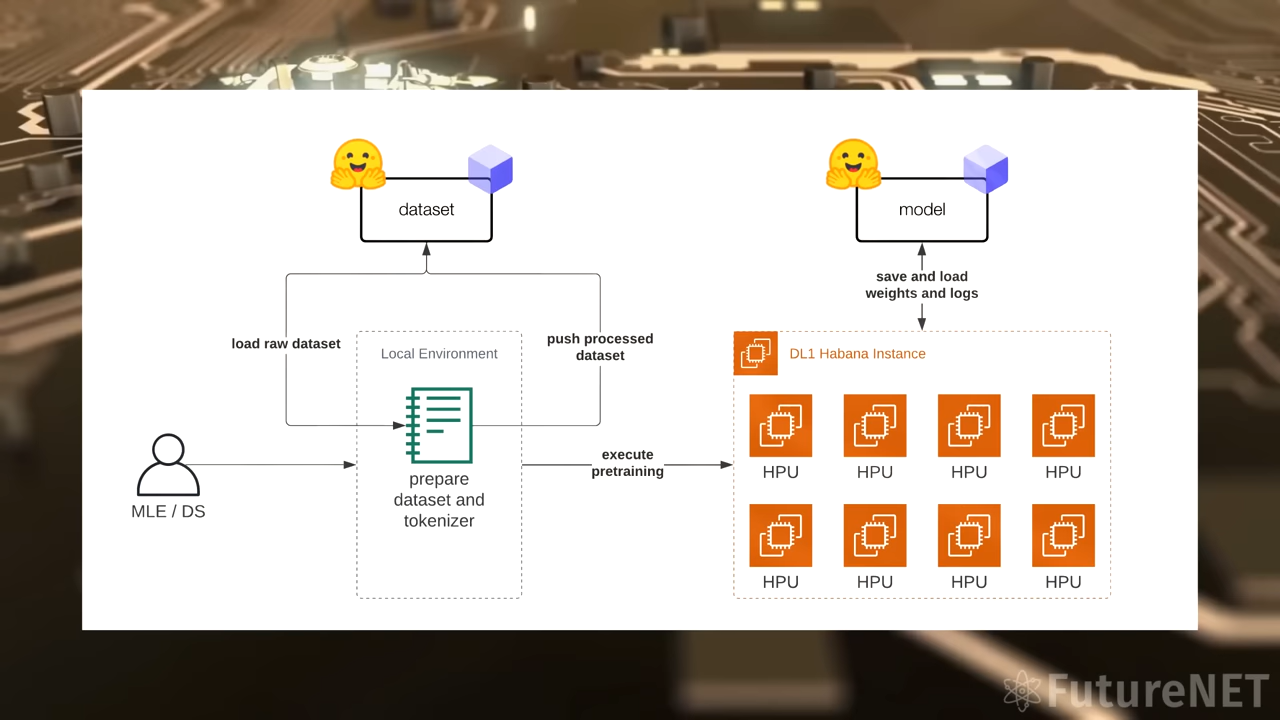 dataset
model
save and load
weights and logs
load raw dataset
push processed
dataset
Local Environment
DL1 Habana Instance
MLE / DS
prepare
dataset and
tokenizer
execute
pretraining
HPU
HPU
HPU
HPU
HPU
HPU
HPU
HPU
FutureNET